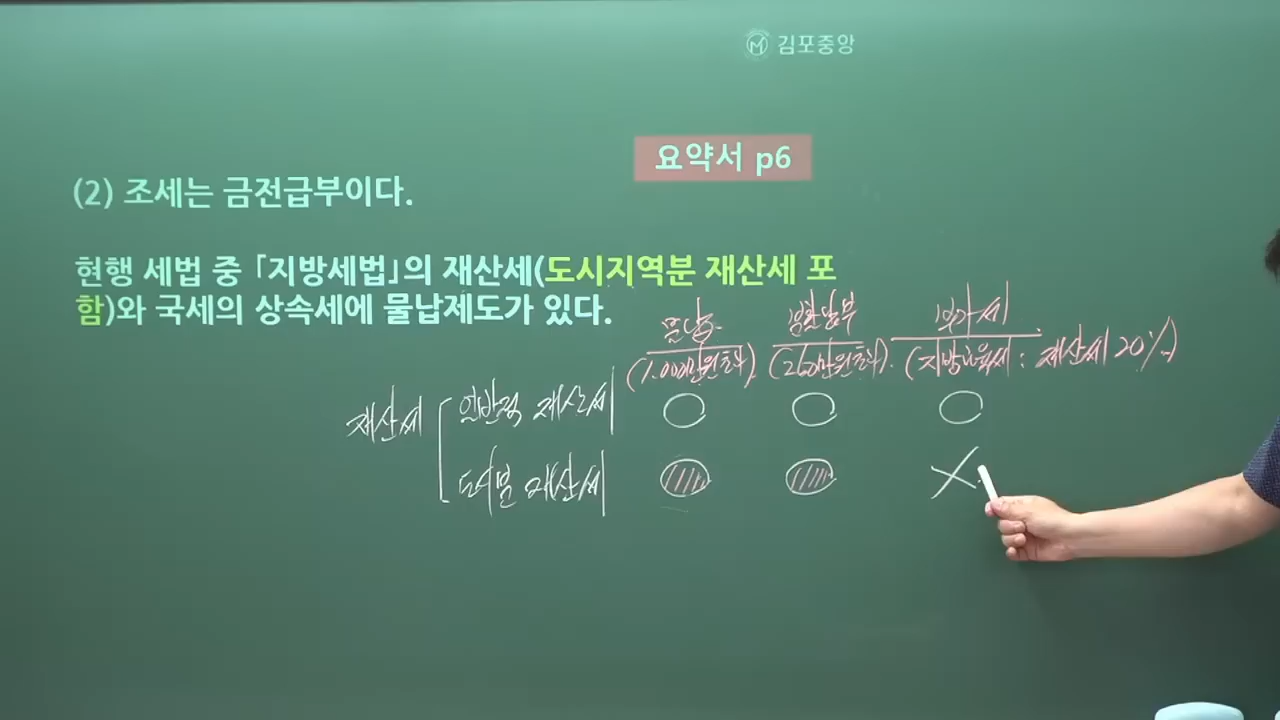 김포중앙
요약서 p6
(2) 조세는 금전급부이다.
현행 세법 중 「지방세법」의 재산세(도시지역분 재산세 포
함)와 국세의 상속세에 물납제도가 있다.
물납 분할납부 부가세
(1,000만원초과) (250만원초과) (지방교육세 : 재산세 20%)
재산세 일반적 재산세 ○ ○ ○
도시분 재산세 ○ ○ ×